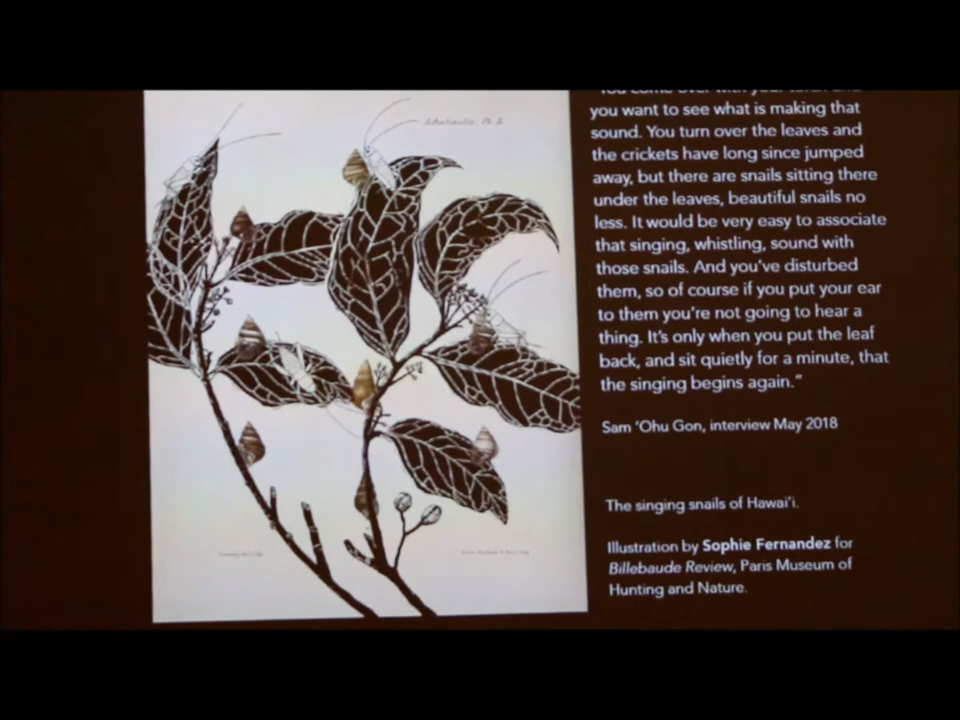 you want to see what is making that
sound. You turn over the leaves and
the crickets have long since jumped
away, but there are snails sitting there
under the leaves, beautiful snails no
less. It would be very easy to associate
that singing, whistling, sound with
those snails. And you've disturbed
them, so of course if you put your ear
to them you're not going to hear a
thing. It's only when you put the leaf
back, and sit quietly for a minute, that
the singing begins again."
Sam 'Ohu Gon, interview May 2018
The singing snails of Hawai'i.
Illustration by Sophie Fernandez for
Billebaude Review, Paris Museum of
Hunting and Nature.